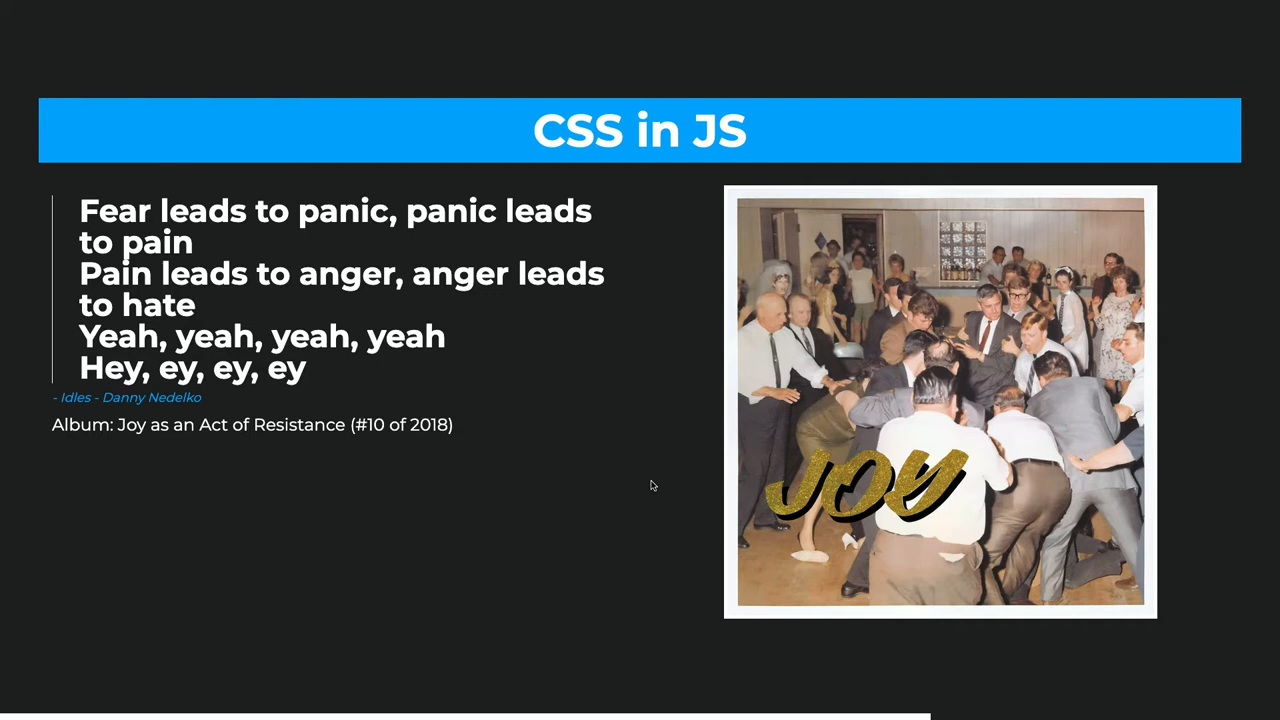 CSS in JS
Fear leads to panic, panic leads
to pain
Pain leads to anger, anger leads
to hate
Yeah, yeah, yeah, yeah
Hey, ey, ey, ey
- Idles - Danny Nedelko
Album: Joy as an Act of Resistance (#10 of 2018)
JOY